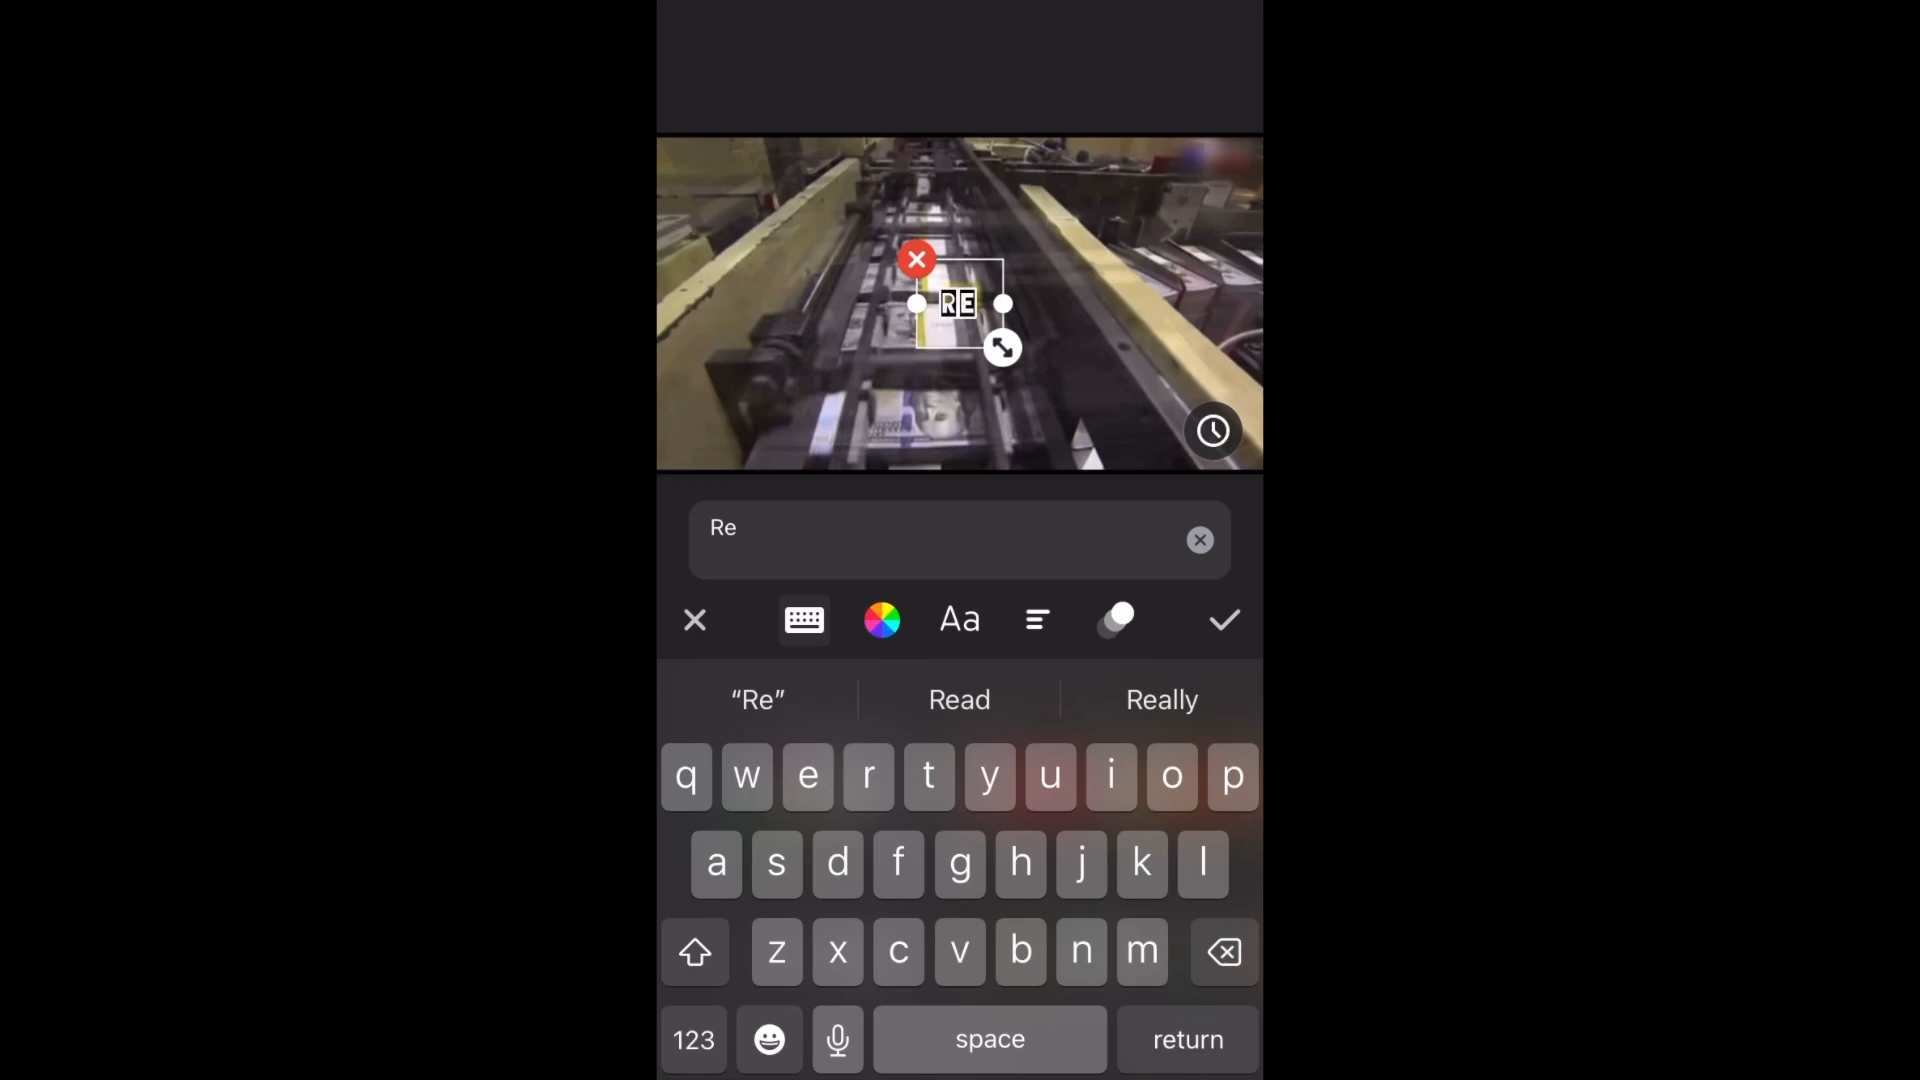 RE
Re
Aa
“Re” Read Really
q w e r t y u i o p
a s d f g h j k l
z x c v b n m
123 space return